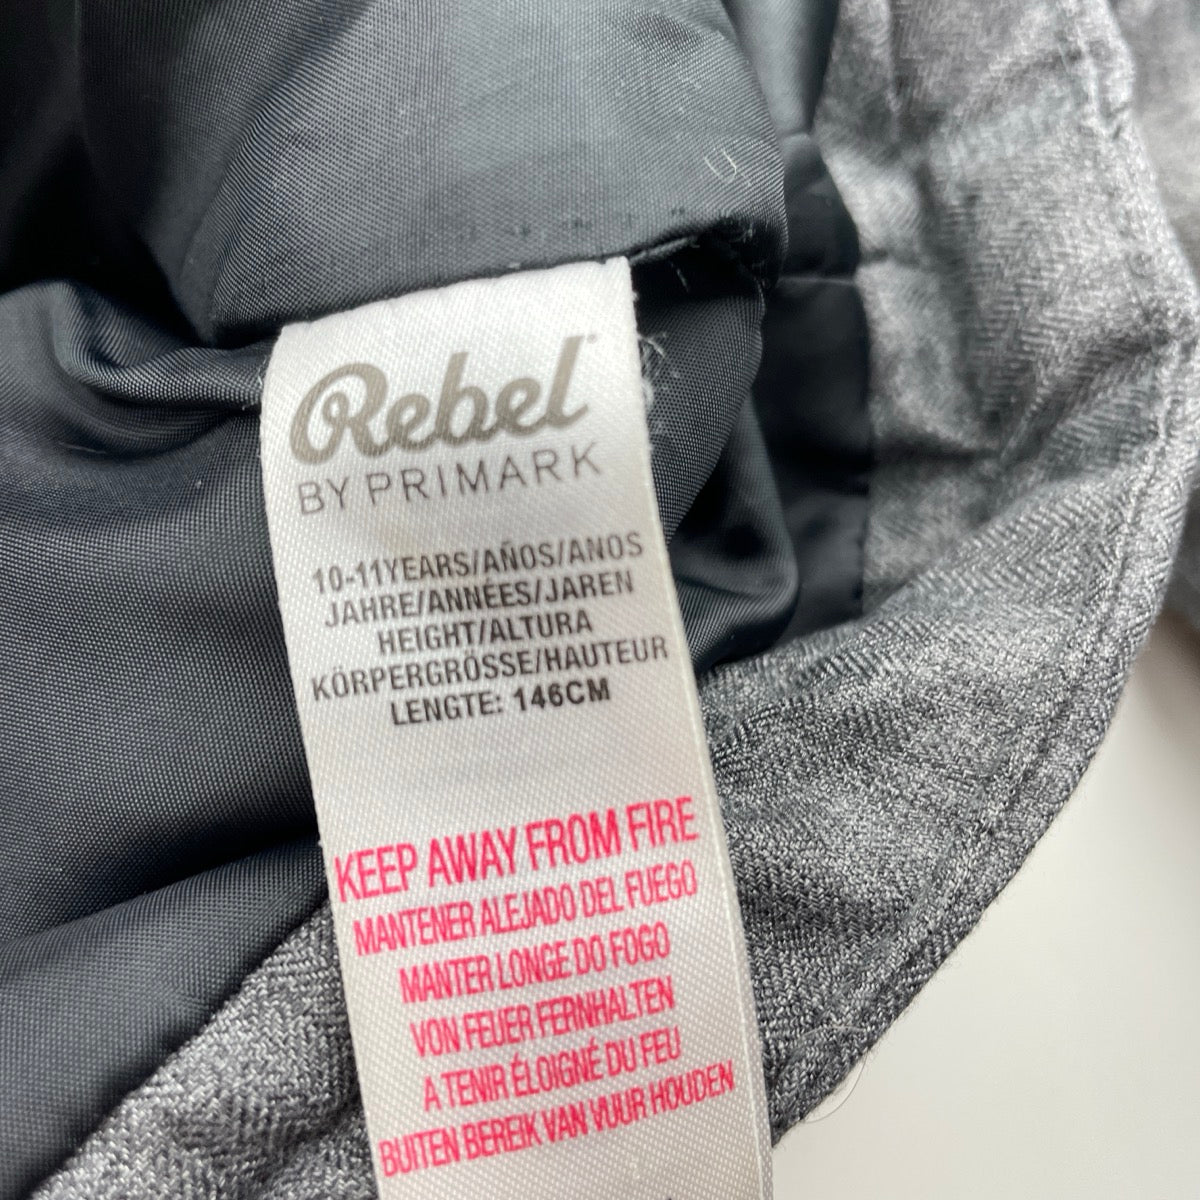 Rebel
BY PRIMARK
10-11YEARS/AÑOS/ANOS
JAHRE/ANNÉES/JAREN
HEIGHT/ALTURA
KÖRPERGRÖSSE/HAUTEUR
LENGTE: 146CM
KEEP AWAY FROM FIRE
MANTENER ALEJADO DEL FUEGO
MANTER LONGE DO FOGO
VON FEUER FERNHALTEN
A TENIR ÉLOIGNÉ DU FEU
BUITEN BEREIK VAN VUUR HOUDEN